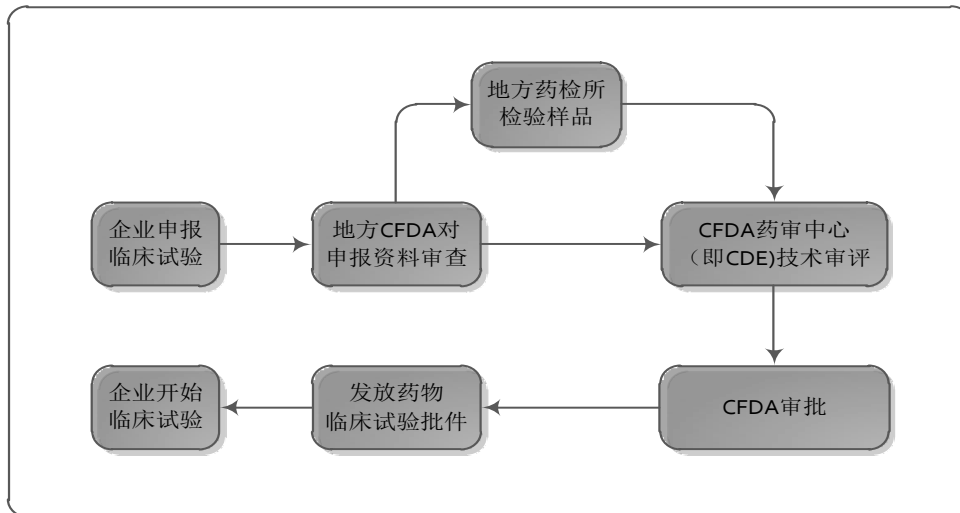 地方药检所
检验样品
企业申报
临床试验
地方CFDA对
申报资料审查
CFDA药审中心
（即CDE)技术审评
企业开始
临床试验
发放药物
临床试验批件
CFDA审批